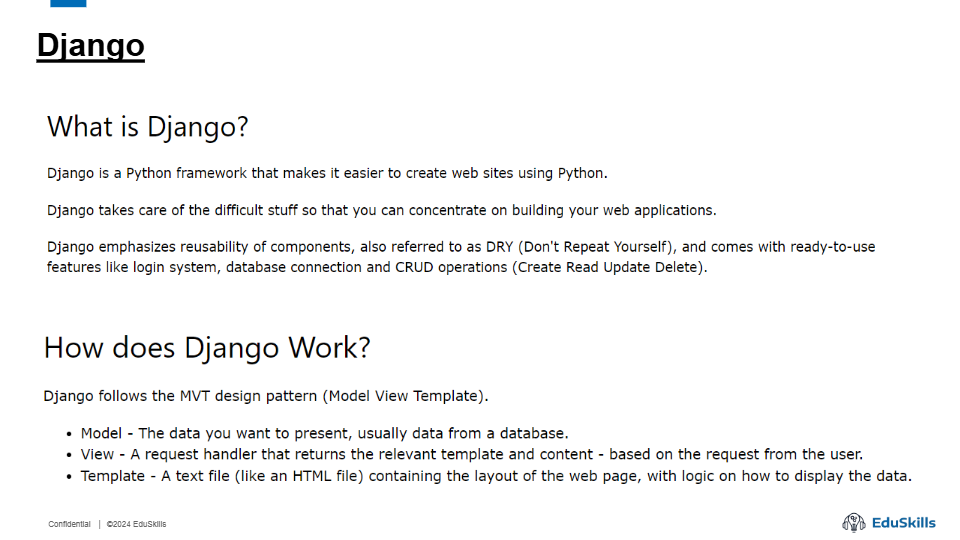 Django
What is Django?
Django is a Python framework that makes it easier to create web sites using Python.
Django takes care of the difficult stuff so that you can concentrate on building your web applications.
Django emphasizes reusability of components, also referred to as DRY (Don't Repeat Yourself), and comes with ready-to-use
features like login system, database connection and CRUD operations (Create Read Update Delete).
How does Django Work?
Django follows the MVT design pattern (Model View Template).
• Model - The data you want to present, usually data from a database.
• View - A request handler that returns the relevant template and content - based on the request from the user.
• Template - A text file (like an HTML file) containing the layout of the web page, with logic on how to display the data.
Confidential | ©2024 EduSkills
EduSkills